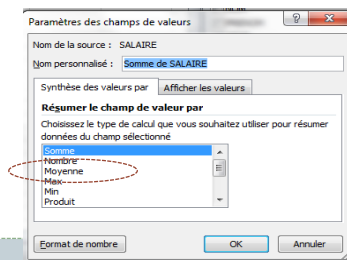 Paramètres des champs de valeurs
Nom de la source : SALAIRE
Nom personnalisé : Somme de SALAIRE
Synthèse des valeurs par Afficher les valeurs
Résumer le champ de valeur par
Choisissez le type de calcul que vous souhaitez utiliser pour résumer
données du champ sélectionné
Somme
Nombre
Moyenne
Max
Min
Produit
Format de nombre OK Annuler